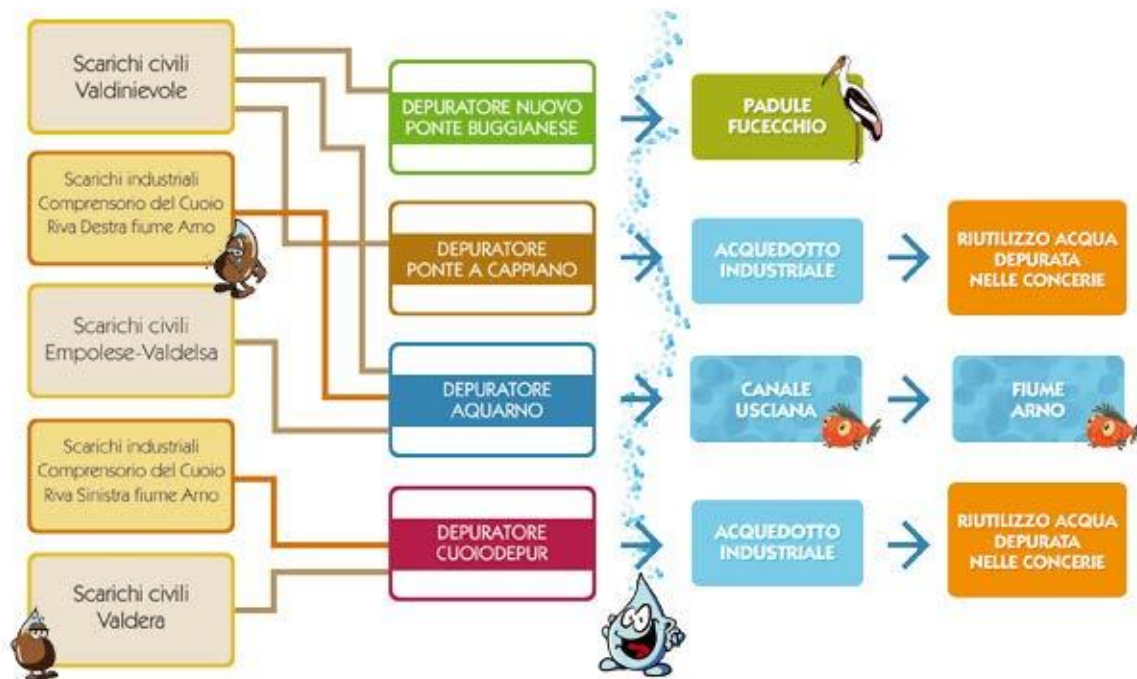 Scarichi civili
Valdinievole
Scarichi industriali
Comprensorio del Cuoio
Riva Destra fiume Arno
Scarichi civili
Empolese-Valdelsa
Scarichi industriali
Comprensorio del Cuoio
Riva Sinistra fiume Arno
Scarichi civili
Valdera
DEPURATORE NUOVO
PONTE BUGGIANESE
DEPURATORE
PONTE A CAPPIANO
DEPURATORE
AQUARNO
DEPURATORE
CUOIODEPUR
PADULE
FUCECCHIO
ACQUEDOTTO
INDUSTRIALE
RIUTILIZZO ACQUA
DEPURATA
NELLE CONCERIE
CANALE
USCIANA
FIUME
ARNO
ACQUEDOTTO
INDUSTRIALE
RIUTILIZZO ACQUA
DEPURATA
NELLE CONCERIE